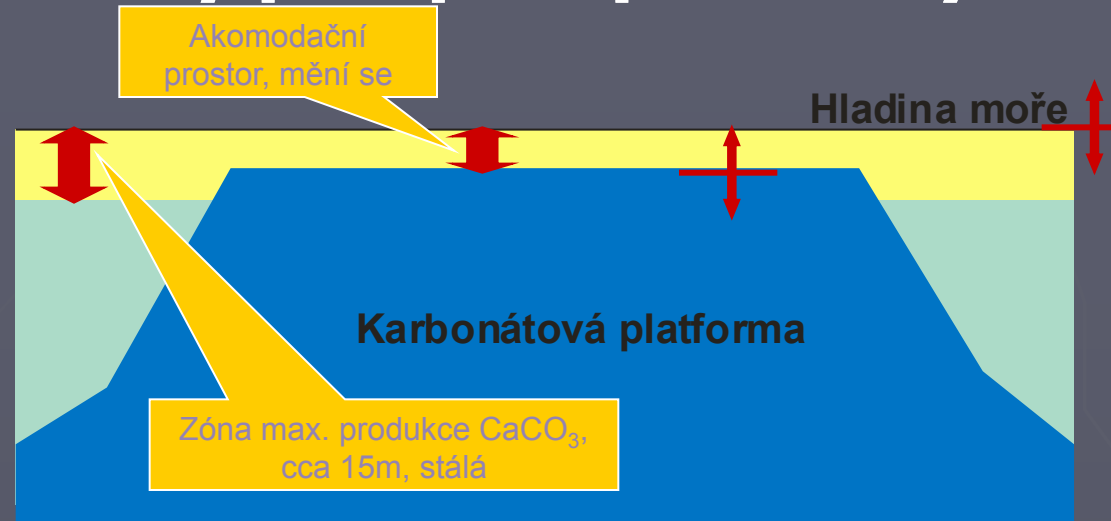 Akomodační
prostor, mění se
Hladina moře
Karbonátová platforma
Zóna max. produkce CaCO₃,
cca 15m, stálá